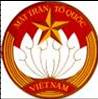 MẶT TRẬN TỔ QUỐC
VIỆT NAM